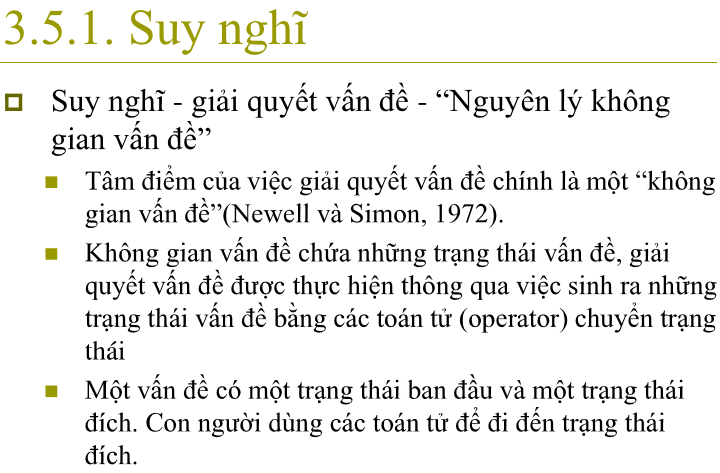 3.5.1. Suy nghĩ
Suy nghĩ - giải quyết vấn đề - “Nguyên lý không
gian vấn đề”
Tâm điểm của việc giải quyết vấn đề chính là một “không
gian vấn đề”(Newell và Simon, 1972).
Không gian vấn đề chứa những trạng thái vấn đề, giải
quyết vấn đề được thực hiện thông qua việc sinh ra những
trạng thái vấn đề bằng các toán tử (operator) chuyển trạng
thái
Một vấn đề có một trạng thái ban đầu và một trạng thái
đích. Con người dùng các toán tử để đi đến trạng thái
đích.